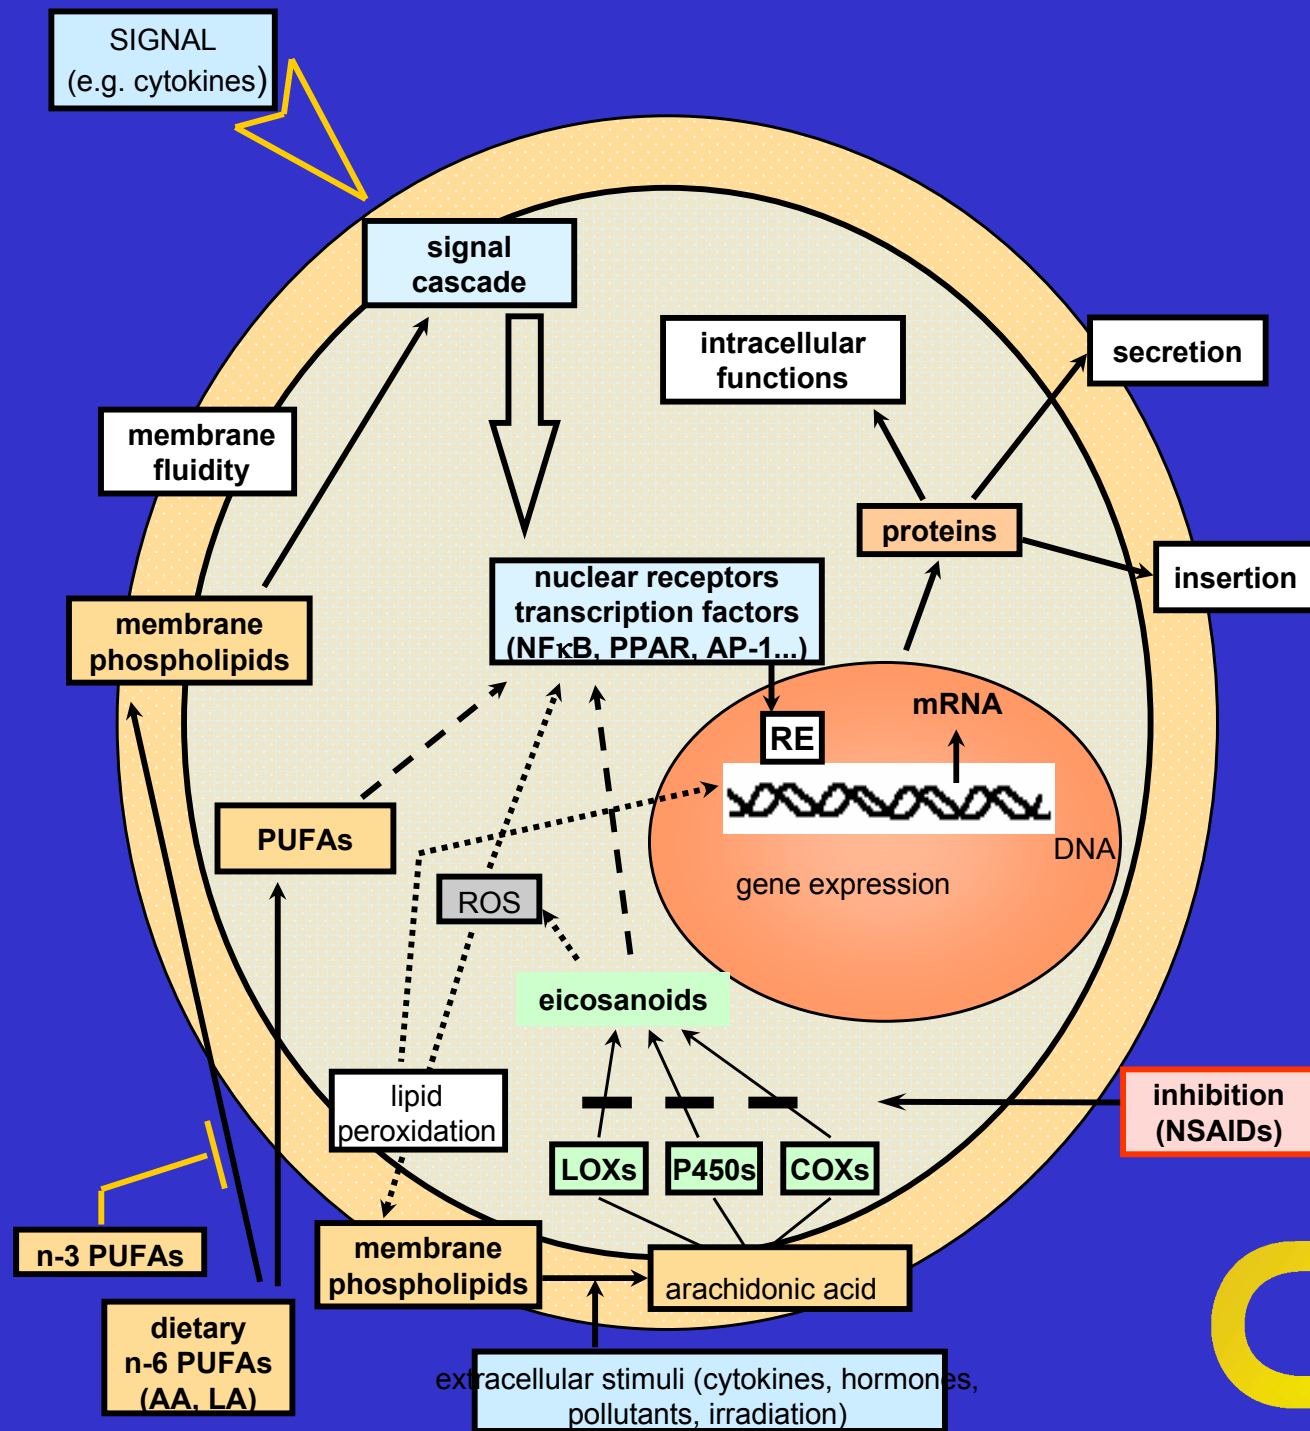 SIGNAL
(e.g. cytokines)
signal
cascade
intracellular
functions
secretion
membrane
fluidity
proteins
insertion
nuclear receptors
transcription factors
(NFκB, PPAR, AP-1...)
membrane
phospholipids
RE
mRNA
PUFAs
DNA
gene expression
ROS
eicosanoids
lipid
peroxidation
inhibition
(NSAIDs)
LOXs
P450s
COXs
n-3 PUFAs
membrane
phospholipids
arachidonic acid
dietary
n-6 PUFAs
(AA, LA)
extracellular stimuli (cytokines, hormones,
pollutants, irradiation)